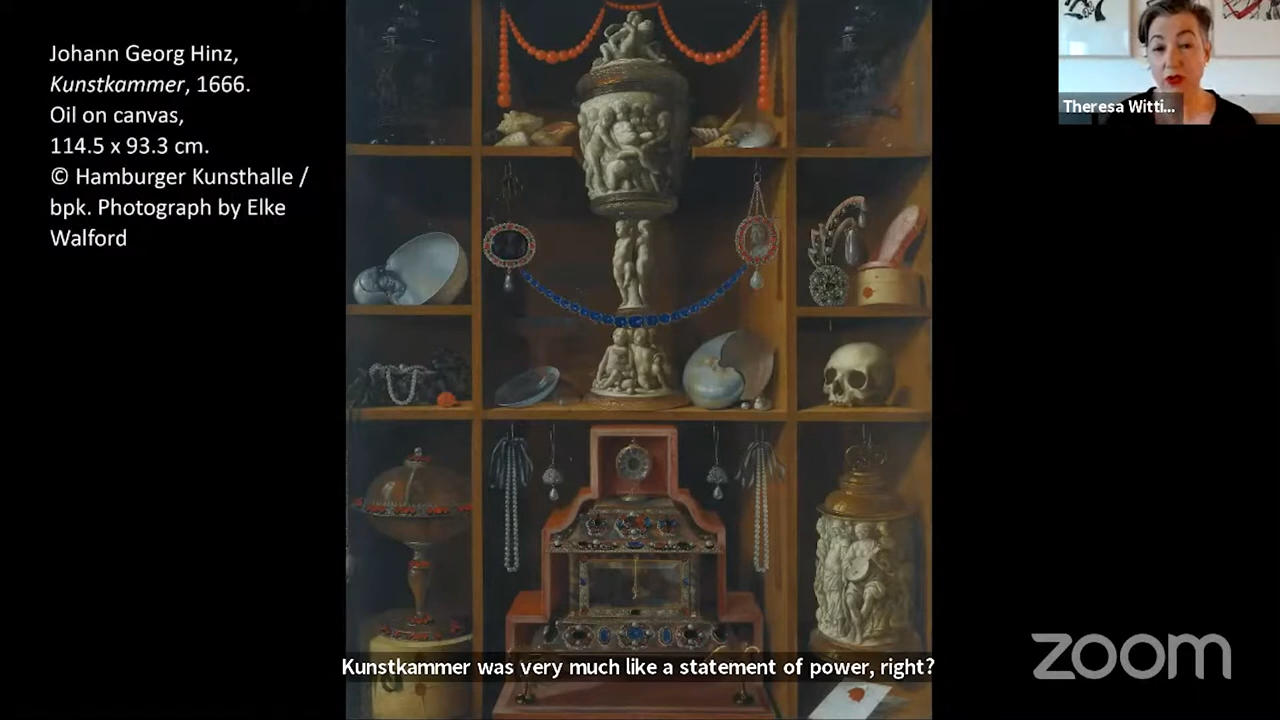 Johann Georg Hinz,
Kunstkammer, 1666.
Oil on canvas,
114.5 x 93.3 cm.
© Hamburger Kunsthalle /
bpk. Photograph by Elke
Walford
Theresa Witti...
Kunstkammer was very much like a statement of power, right?
zoom